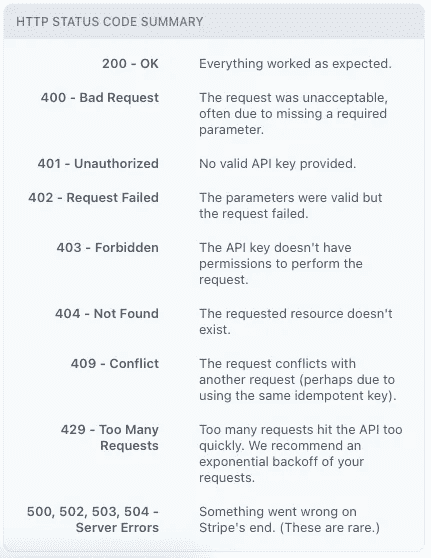 HTTP STATUS CODE SUMMARY
200 - OK
Everything worked as expected.
400 - Bad Request
The request was unacceptable,
often due to missing a required
parameter.
401 - Unauthorized
No valid API key provided.
402 - Request Failed
The parameters were valid but
the request failed.
403 - Forbidden
The API key doesn't have
permissions to perform the
request.
404 - Not Found
The requested resource doesn't
exist.
409 - Conflict
The request conflicts with
another request (perhaps due to
using the same idempotent key).
429 - Too Many
Requests
Too many requests hit the API too
quickly. We recommend an
exponential backoff of your
requests.
500, 502, 503, 504 -
Server Errors
Something went wrong on
Stripe's end. (These are rare.)